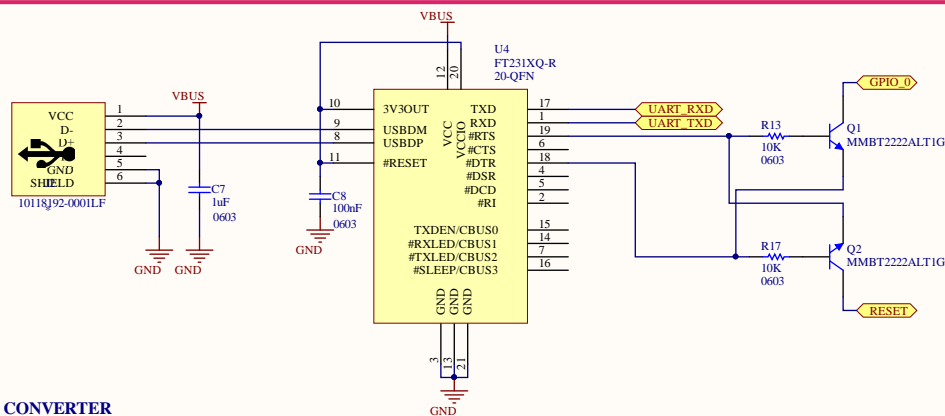 VBUS
U4
FT231XQ-R
20-QFN
12
20
GPIO_0
VBUS
10
3V3OUT
VCC
VCCIO
TXD
17
UART_RXD
VCC
1
D-
2
D+
3
4
GND
5
SHIELD
6
9
USBDM
RXD
1
UART_TXD
8
USBDP
#RTS
19
R13
10K
0603
Q1
MMBT2222ALT1G
#CTS
6
11
#RESET
#DTR
18
#DSR
4
#DCD
5
#RI
2
10118192-0001LF
C7
1uF
0603
C8
100nF
0603
TXDEN/CBUS0
15
#RXLED/CBUS1
14
#TXLED/CBUS2
7
#SLEEP/CBUS3
16
R17
10K
0603
Q2
MMBT2222ALT1G
GND
GND
GND
GND
GND
GND
RESET
3
13
21
GND
CONVERTER